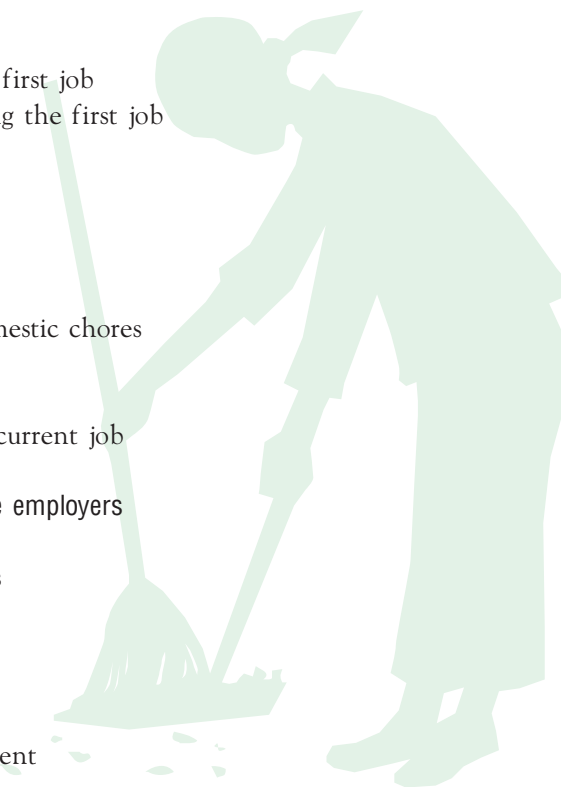 first job
g the first job
nestic chores
current job
e employers
s
ent